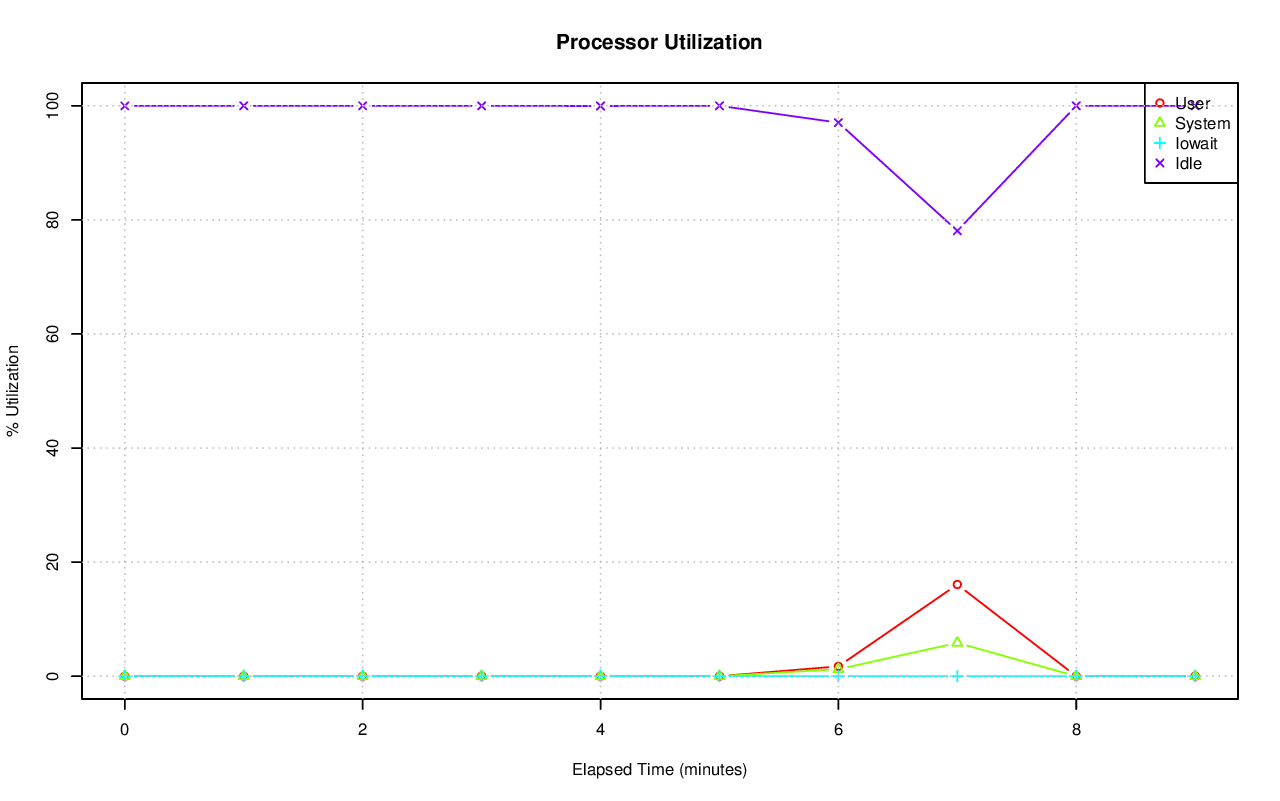 Processor Utilization
% Utilization
100
80
60
40
20
0
User
System
Iowait
Idle
0 2 4 6 8
Elapsed Time (minutes)